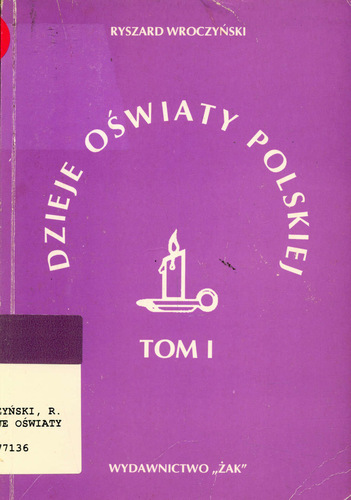 RYSZARD WROCZYŃSKI
DZIEJE OŚWIATY POLSKIEJ
TOM I
ZYŃSKI, R.
OŚWIATY
77136
WYDAWNICTWO „ŻAK"